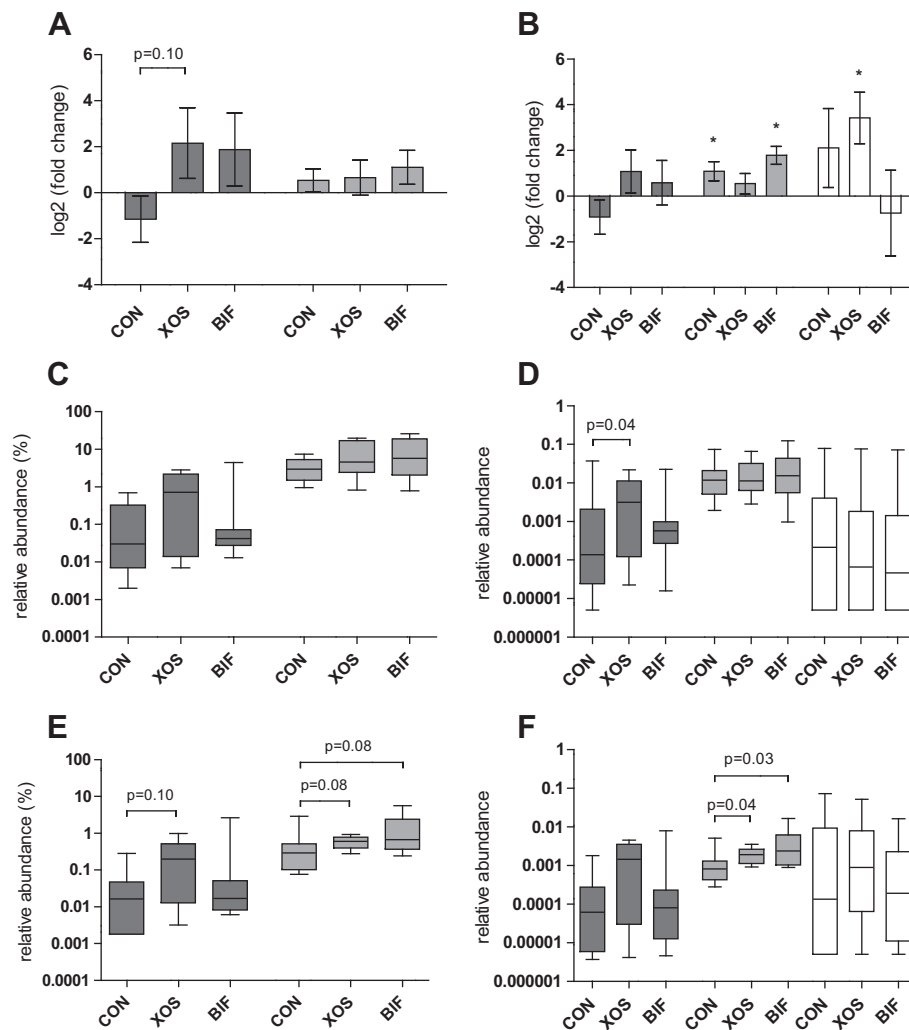 A
log2 (fold change)
6
4
2
0
-2
-4
p=0.10
CON
XOS
BIF
CON
XOS
BIF
B
log2 (fold change)
6
4
2
0
-2
-4
*
*
*
CON
XOS
BIF
CON
XOS
BIF
CON
XOS
BIF
C
relative abundance (%)
100
10
1
0.1
0.01
0.001
0.0001
CON
XOS
BIF
CON
XOS
BIF
D
relative abundance
1
0.1
0.01
0.001
0.0001
0.00001
0.000001
p=0.04
CON
XOS
BIF
CON
XOS
BIF
CON
XOS
BIF
E
relative abundance (%)
100
10
1
0.1
0.01
0.001
0.0001
p=0.10
p=0.08
p=0.08
CON
XOS
BIF
CON
XOS
BIF
F
relative abundance
1
0.1
0.01
0.001
0.0001
0.00001
0.000001
p=0.03
p=0.04
CON
XOS
BIF
CON
XOS
BIF
CON
XOS
BIF